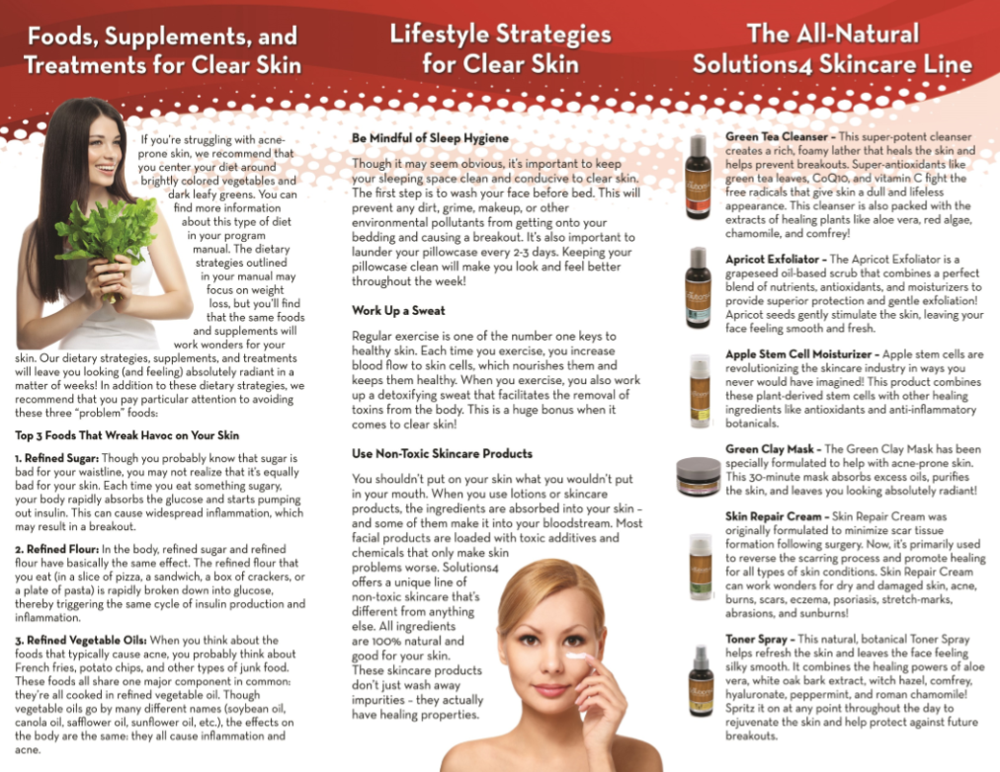 Foods, Supplements, and
Treatments for Clear Skin
If you're struggling with acne-
prone skin, we recommend that
you center your diet around
brightly colored vegetables and
dark leafy greens. You can
find more information
about this type of diet
in your program
manual. The dietary
strategies outlined
in your manual may
focus on weight
loss, but you'll find
that the same foods
and supplements will
work wonders for your
skin. Our dietary strategies, supplements, and treatments
will leave you looking (and feeling) absolutely radiant in a
matter of weeks! In addition to these dietary strategies, we
recommend that you pay particular attention to avoiding
these three "problem" foods:
Top 3 Foods That Wreak Havoc on Your Skin
1. Refined Sugar: Though you probably know that sugar is
bad for your waistline, you may not realize that it's equally
bad for your skin. Each time you eat something sugary,
your body rapidly absorbs the glucose and starts pumping
out insulin. This can cause widespread inflammation, which
may result in a breakout.
2. Refined Flour: In the body, refined sugar and refined
flour have basically the same effect. The refined flour that
you eat (in a slice of pizza, a sandwich, a box of crackers, or
a plate of pasta) is rapidly broken down into glucose,
thereby triggering the same cycle of insulin production and
inflammation.
3. Refined Vegetable Oils: When you think about the
foods that typically cause acne, you probably think about
French fries, potato chips, and other types of junk food.
These foods all share one major component in common:
they're all cooked in refined vegetable oil. Though
vegetable oils go by many different names (soybean oil,
canola oil, safflower oil, sunflower oil, etc.), the effects on
the body are the same: they all cause inflammation and
acne.
Lifestyle Strategies
for Clear Skin
Be Mindful of Sleep Hygiene
Though it may seem obvious, it's important to keep
your sleeping space clean and conducive to clear skin.
The first step is to wash your face before bed. This will
prevent any dirt, grime, makeup, or other
environmental pollutants from getting onto your
bedding and causing a breakout. It's also important to
launder your pillowcase every 2-3 days. Keeping your
pillowcase clean will make you look and feel better
throughout the week!
Work Up a Sweat
Regular exercise is one of the number one keys to
healthy skin. Each time you exercise, you increase
blood flow to skin cells, which nourishes them and
keeps them healthy. When you exercise, you also work
up a detoxifying sweat that facilitates the removal of
toxins from the body. This is a huge bonus when it
comes to clear skin!
Use Non-Toxic Skincare Products
You shouldn't put on your skin what you wouldn't put
in your mouth. When you use lotions or skincare
products, the ingredients are absorbed into your skin –
and some of them make it into your bloodstream. Most
facial products are loaded with toxic additives and
chemicals that only make skin
problems worse. Solutions4
offers a unique line of
non-toxic skincare that's
different from anything
else. All ingredients
are 100% natural and
good for your skin.
These skincare products
don't just wash away
impurities – they actually
have healing properties.
The All-Natural
Solutions4 Skincare Line
Green Tea Cleanser – This super-potent cleanser
creates a rich, foamy lather that heals the skin and
helps prevent breakouts. Super-antioxidants like
green tea leaves, CoQ10, and vitamin C fight the
free radicals that give skin a dull and lifeless
appearance. This cleanser is also packed with the
extracts of healing plants like aloe vera, red algae,
chamomile, and comfrey!
Apricot Exfoliator – The Apricot Exfoliator is a
grapeseed oil-based scrub that combines a perfect
blend of nutrients, antioxidants, and moisturizers to
provide superior protection and gentle exfoliation!
Apricot seeds gently stimulate the skin, leaving your
face feeling smooth and fresh.
Apple Stem Cell Moisturizer – Apple stem cells are
revolutionizing the skincare industry in ways you
never would have imagined! This product combines
these plant-derived stem cells with other healing
ingredients like antioxidants and anti-inflammatory
botanicals.
Green Clay Mask – The Green Clay Mask has been
specially formulated to help with acne-prone skin.
This 30-minute mask absorbs excess oils, purifies
the skin, and leaves you looking absolutely radiant!
Skin Repair Cream – Skin Repair Cream was
originally formulated to minimize scar tissue
formation following surgery. Now, it's primarily used
to reverse the scarring process and promote healing
for all types of skin conditions. Skin Repair Cream
can work wonders for dry and damaged skin, acne,
burns, scars, eczema, psoriasis, stretch-marks,
abrasions, and sunburns!
Toner Spray – This natural, botanical Toner Spray
helps refresh the skin and leaves the face feeling
silky smooth. It combines the healing powers of aloe
vera, white oak bark extract, witch hazel, comfrey,
hyaluronate, peppermint, and roman chamomile!
Spritz it on at any point throughout the day to
rejuvenate the skin and help protect against future
breakouts.